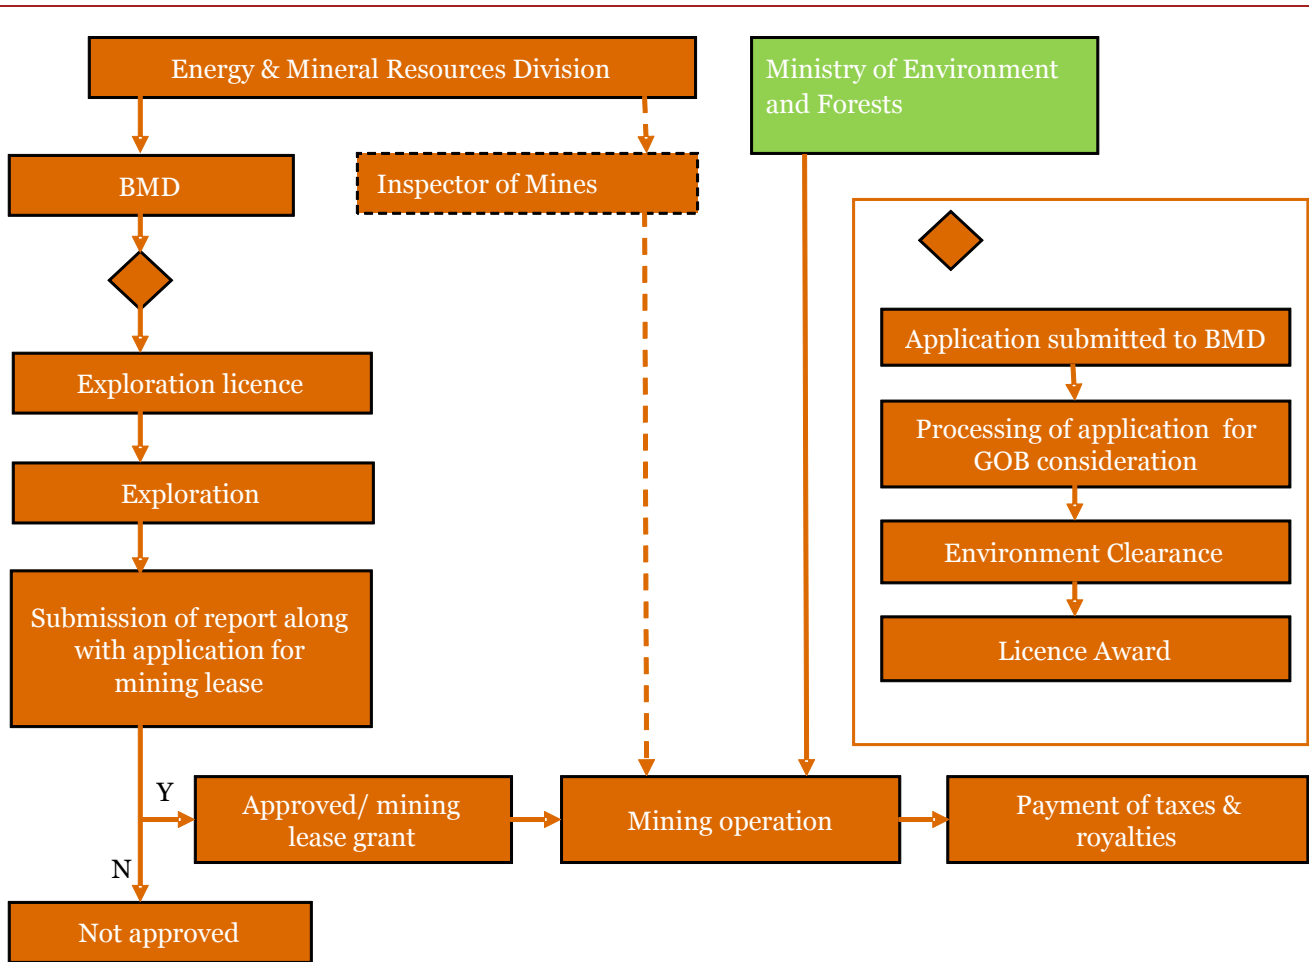 Energy & Mineral Resources Division
Ministry of Environment
and Forests
BMD
Inspector of Mines
Exploration licence
Exploration
Submission of report along
with application for
mining lease
Application submitted to BMD
Processing of application for
GOB consideration
Environment Clearance
Licence Award
Y
Approved/ mining
lease grant
Mining operation
Payment of taxes &
royalties
N
Not approved